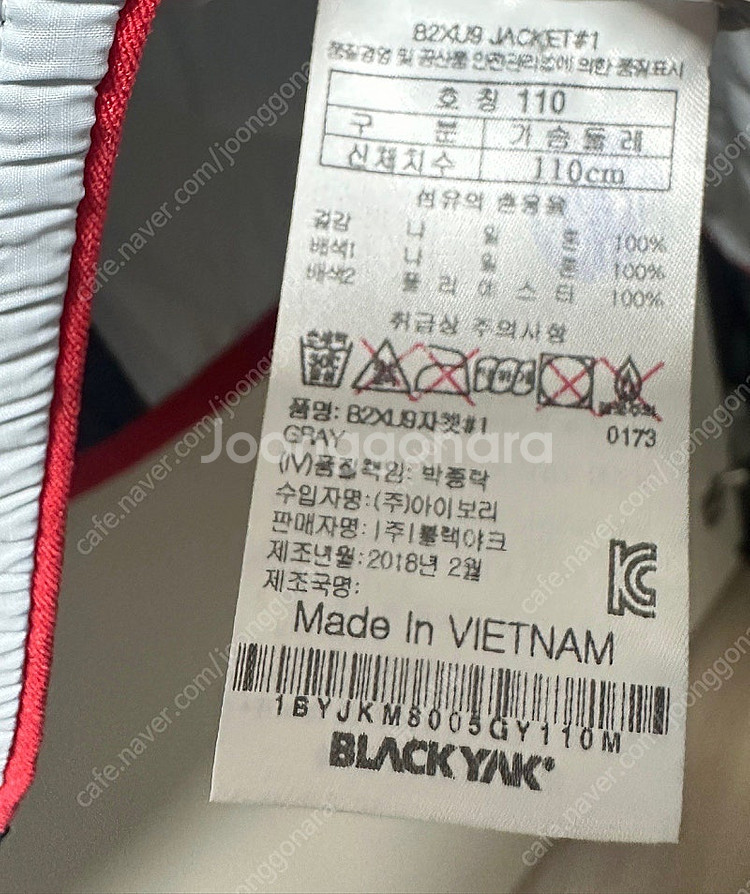 B2XU9 JACKET#1
품질경영 및 공산품 안전관리법에 의한 품질표시
호 칭 110
구 분 가 슴 둘 레
신체치수 110cm
섬유의 혼용율
겉감 나 일 론 100%
배색1 나 일 론 100%
배색2 폴 리 에 스 터 100%
취급상 주의사항
품명: B2XU9자켓#1
GRAY
0173
(IV)품질책임: 박종락
수입자명:(주)아이보리
판매자명:(주)블랙야크
제조년월:2018년 2월
제조국명:
Made In VIETNAM
1BYJKM8005GY110M
BLACKYAK
Joonggonara
cafe.naver.com/joonggonara